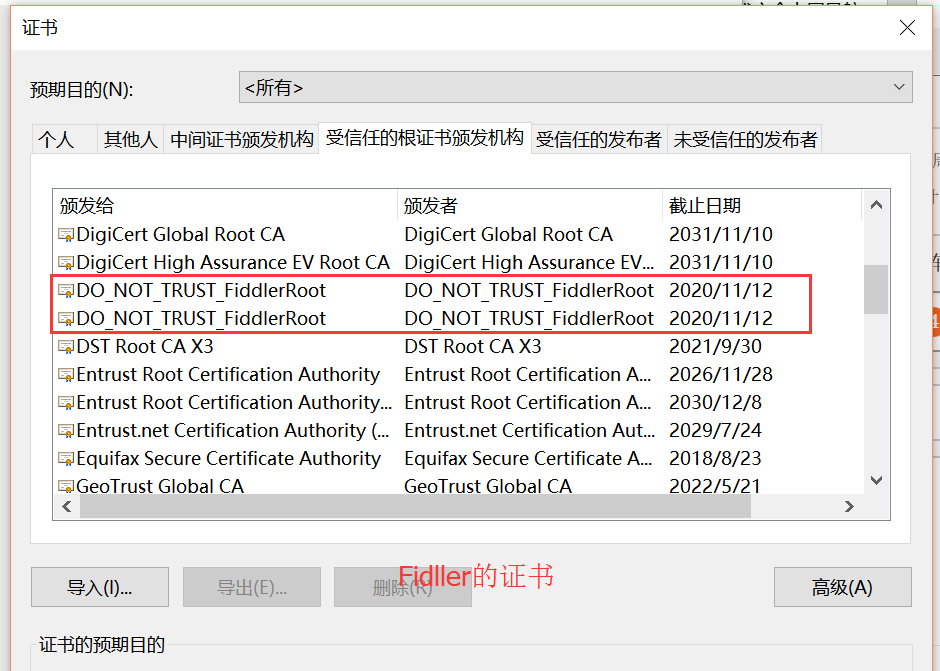 证书
预期目的(N):
<所有>
个人 其他人 中间证书颁发机构 受信任的根证书颁发机构 受信任的发布者 未受信任的发布者
颁发给 颁发者 截止日期
DigiCert Global Root CA DigiCert Global Root CA 2031/11/10
DigiCert High Assurance EV Root CA DigiCert High Assurance EV... 2031/11/10
DO_NOT_TRUST_FiddlerRoot DO_NOT_TRUST_FiddlerRoot 2020/11/12
DO_NOT_TRUST_FiddlerRoot DO_NOT_TRUST_FiddlerRoot 2020/11/12
DST Root CA X3 DST Root CA X3 2021/9/30
Entrust Root Certification Authority Entrust Root Certification A... 2026/11/28
Entrust Root Certification Authority... Entrust Root Certification A... 2030/12/8
Entrust.net Certification Authority (... Entrust.net Certification Aut... 2029/7/24
Equifax Secure Certificate Authority Equifax Secure Certificate A... 2018/8/23
GeoTrust Global CA GeoTrust Global CA 2022/5/21
Fidller的证书
导入(I)... 导出(E)... 删除(R) 高级(A)
证书的预期目的